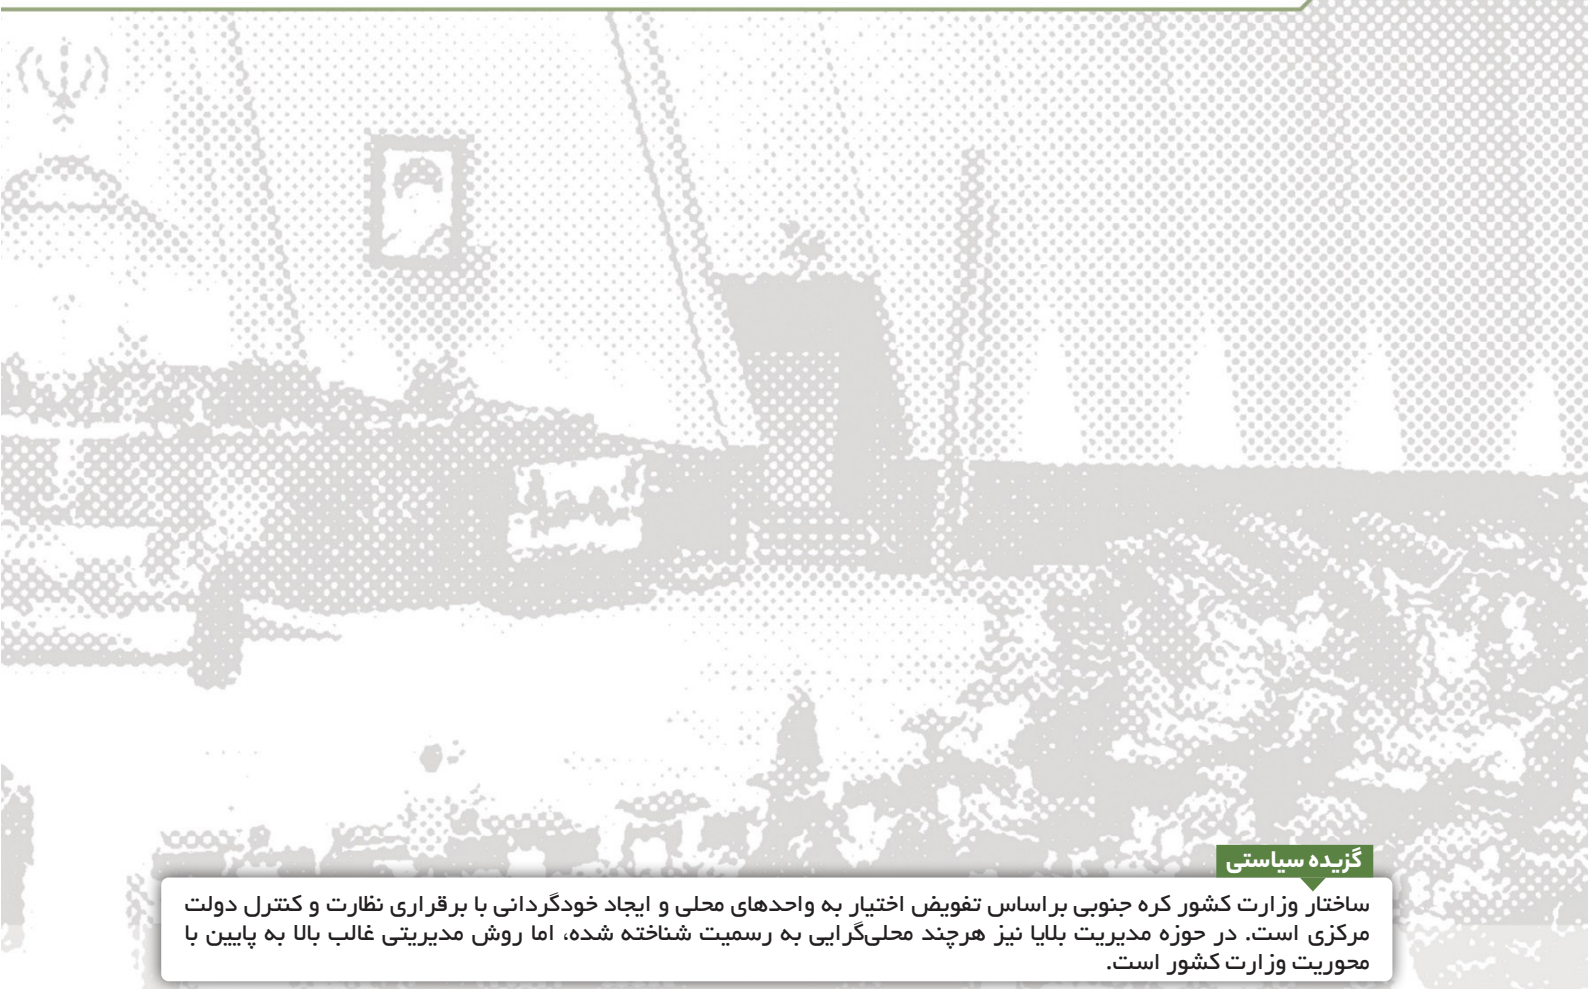 گزیده سیاستی
ساختار وزارت کشور کره جنوبی براساس تفویض اختیار به واحدهای محلی و ایجاد خودگردانی با برقراری نظارت و کنترل دولت
مرکزی است. در حوزه مدیریت بلایا نیز هرچند محلی‌گرایی به رسمیت شناخته شده، اما روش مدیریتی غالب بالا به پایین با
محوریت وزارت کشور است.